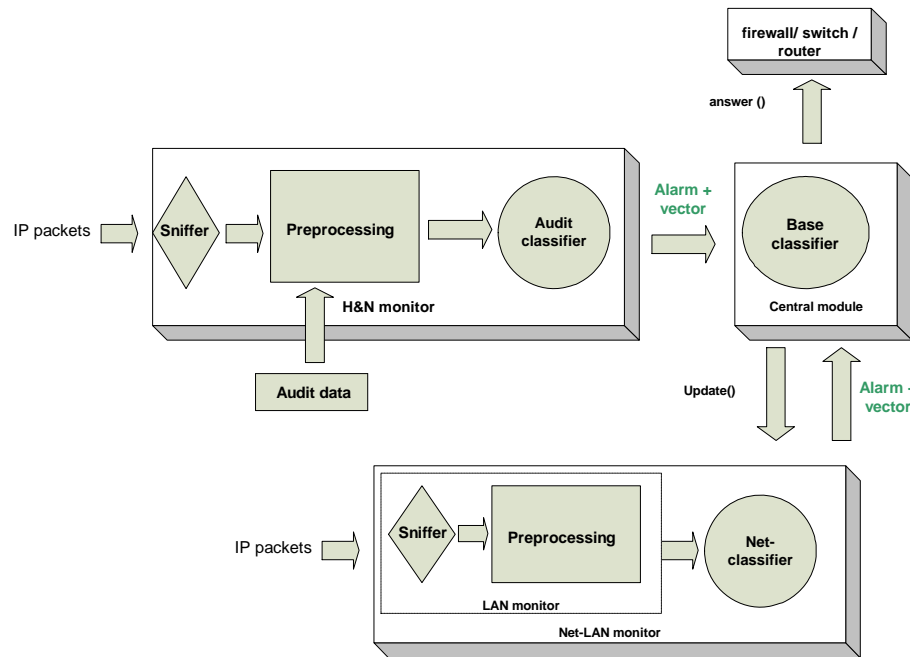 firewall/ switch /
router
answer ()
IP packets
Sniffer
Preprocessing
Audit
classifier
H&N monitor
Alarm +
vector
Base
classifier
Central module
Audit data
Update()
Alarm +
vector
IP packets
Sniffer
Preprocessing
LAN monitor
Net-
classifier
Net-LAN monitor